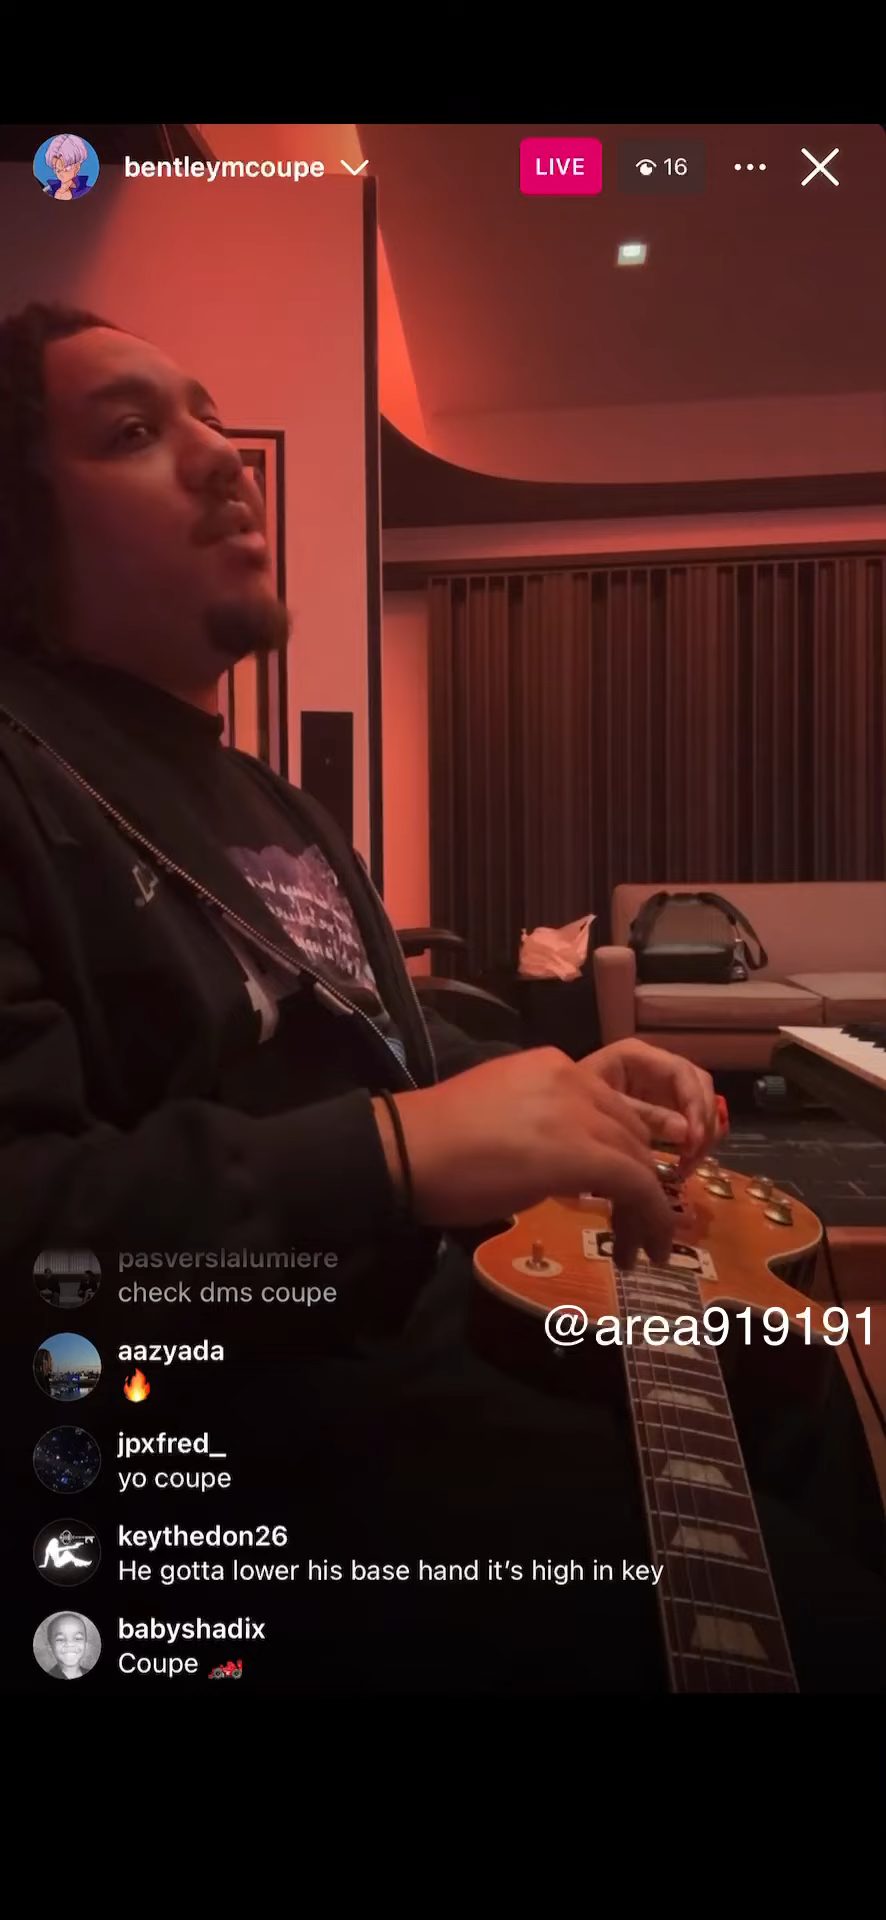 bentleymcoupe
LIVE
16
pasverslalumiere
check dms coupe
@area919191
aazyada
🔥
jpxfred_
yo coupe
keythedon26
He gotta lower his base hand it’s high in key
babyshadix
Coupe 🏎️